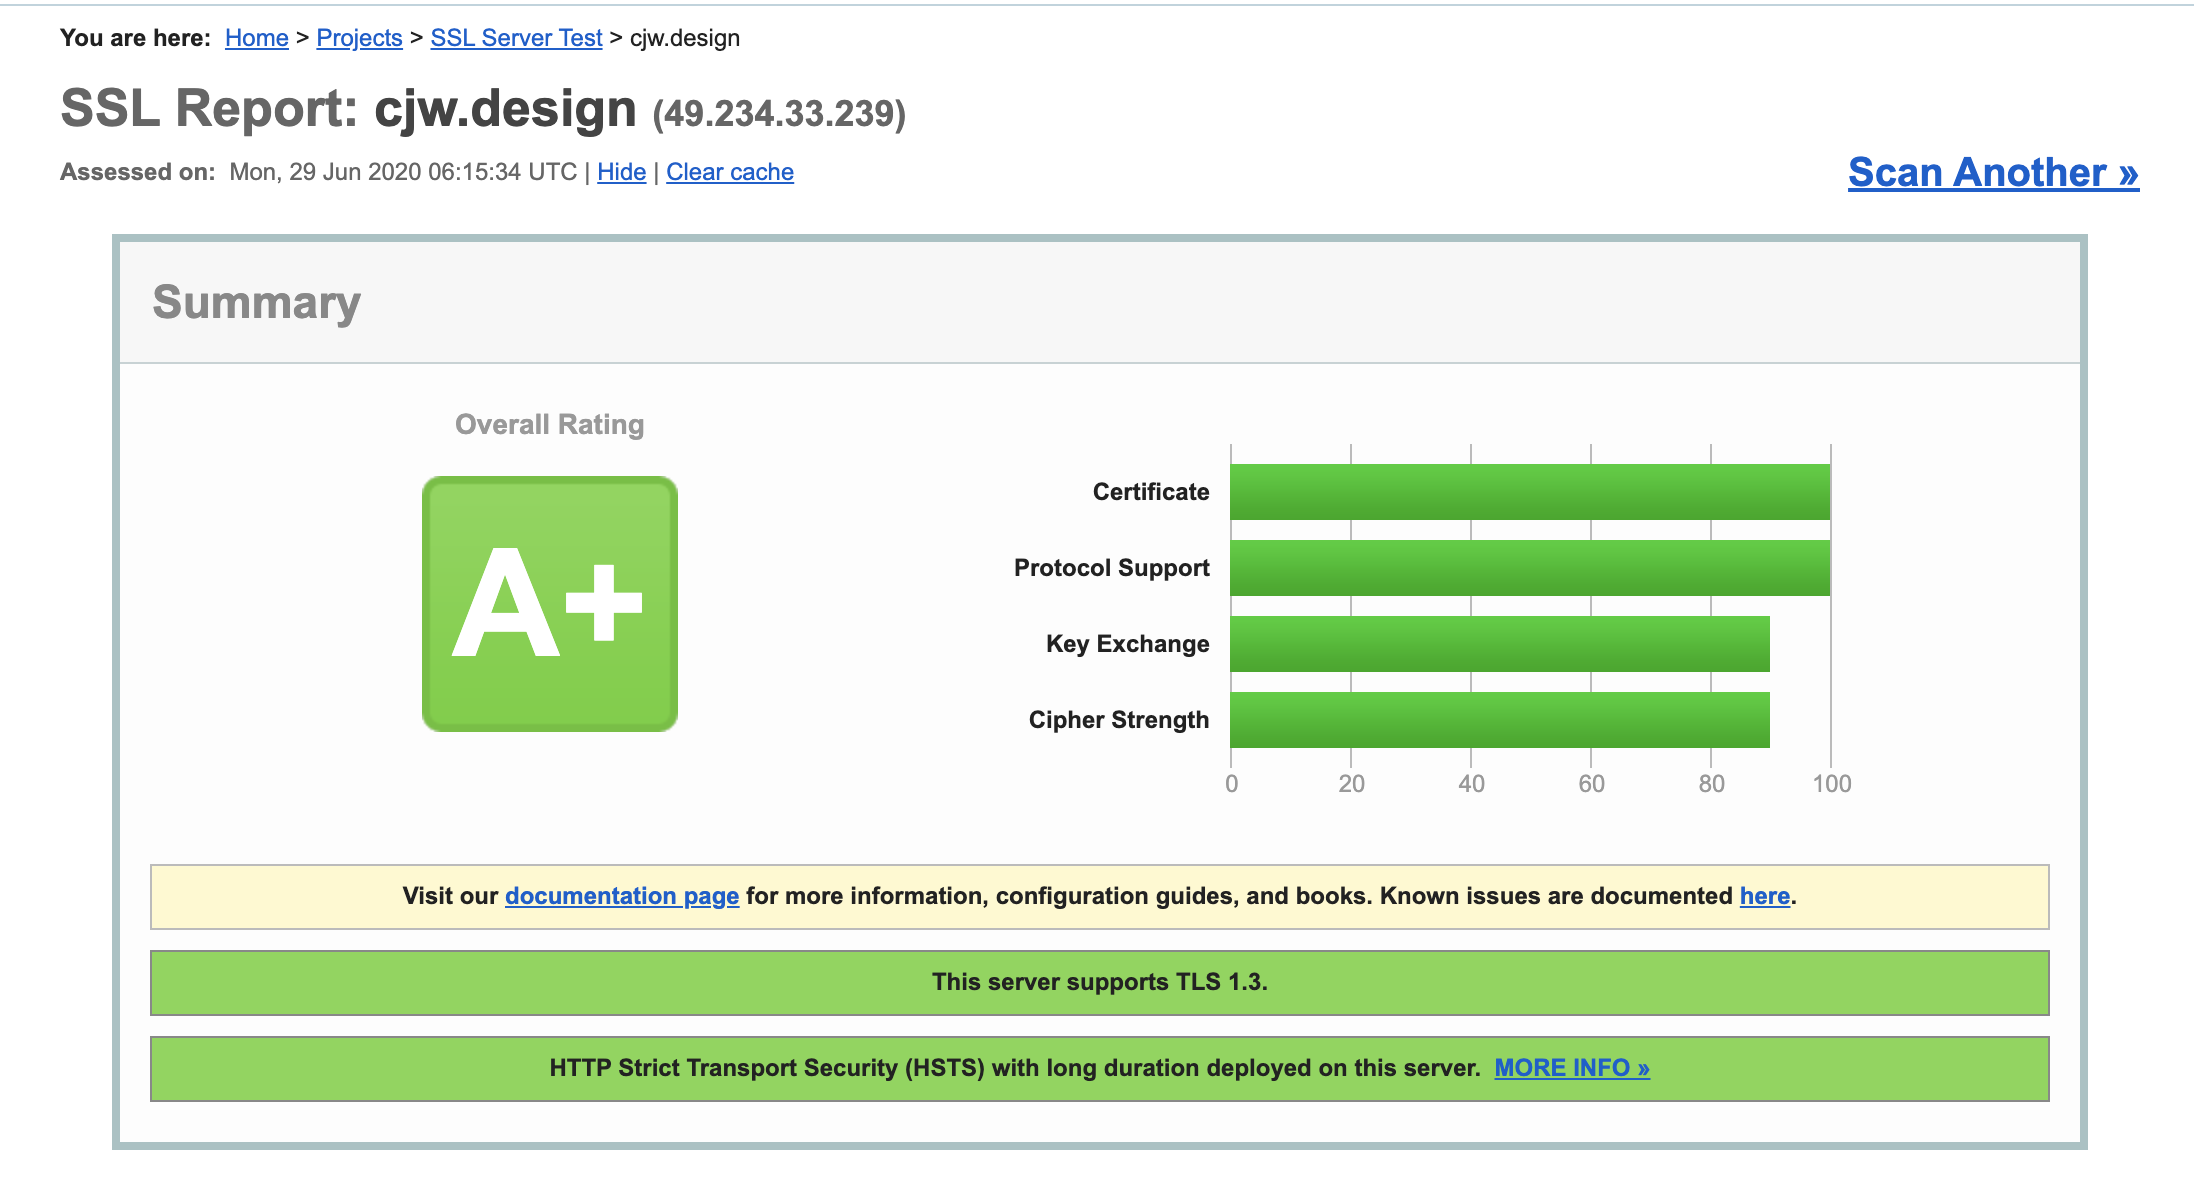 You are here: Home > Projects > SSL Server Test > cjw.design
SSL Report: cjw.design (49.234.33.239)
Assessed on: Mon, 29 Jun 2020 06:15:34 UTC | Hide | Clear cache
Scan Another »
Summary
Overall Rating
A+
Certificate
Protocol Support
Key Exchange
Cipher Strength
0 20 40 60 80 100
Visit our documentation page for more information, configuration guides, and books. Known issues are documented here.
This server supports TLS 1.3.
HTTP Strict Transport Security (HSTS) with long duration deployed on this server. MORE INFO »